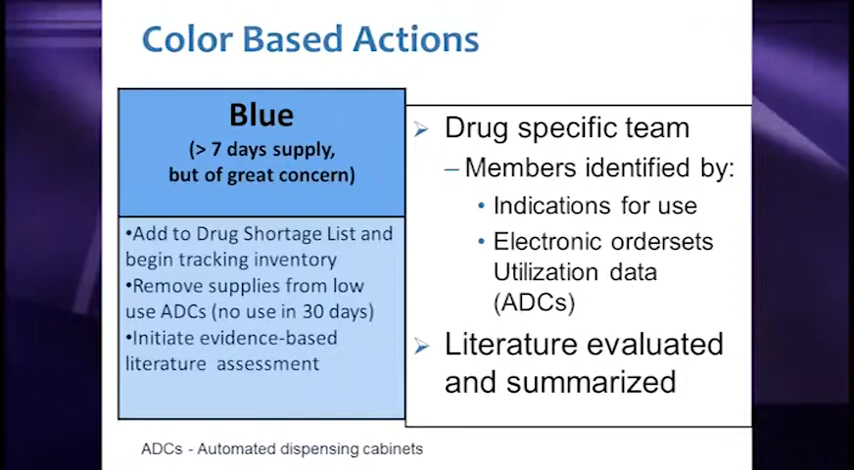 Color Based Actions
Blue
(> 7 days supply,
but of great concern)
•Add to Drug Shortage List and
begin tracking inventory
•Remove supplies from low
use ADCs (no use in 30 days)
•Initiate evidence-based
literature assessment
➢ Drug specific team
– Members identified by:
• Indications for use
• Electronic ordersets
Utilization data
(ADCs)
➢ Literature evaluated
and summarized
ADCs - Automated dispensing cabinets